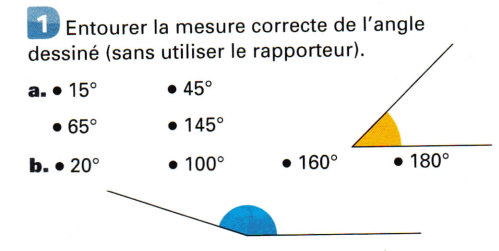 1 Entourer la mesure correcte de l'angle
dessiné (sans utiliser le rapporteur).
a. • 15° • 45°
• 65° • 145°
b. • 20° • 100° • 160° • 180°